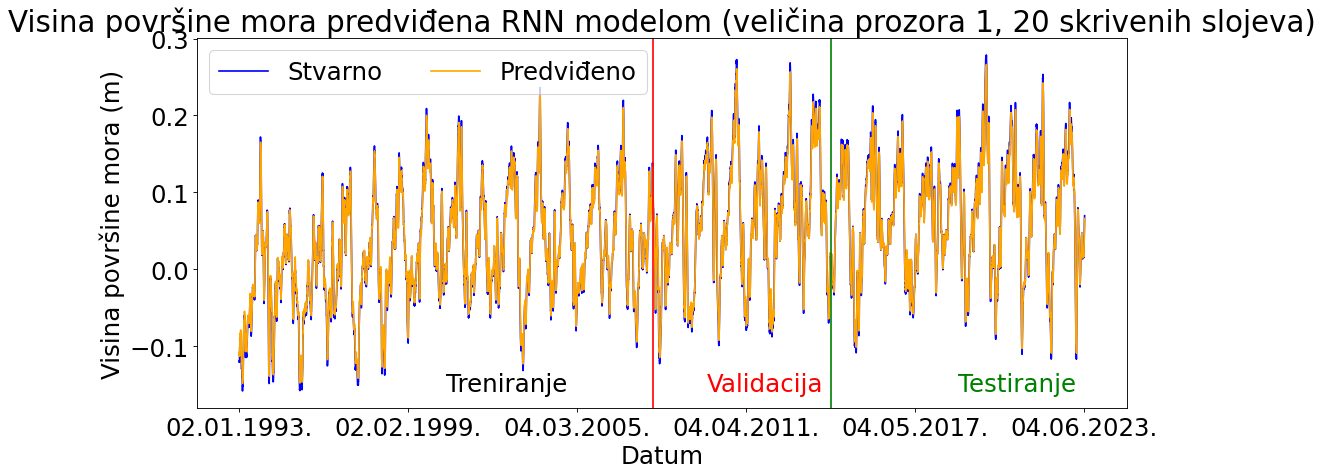 Visina površine mora predviđena RNN modelom (veličina prozora 1, 20 skrivenih slojeva)
Visina površine mora (m)
0.3
0.2
0.1
0.0
−0.1
Stvarno Predviđeno
Treniranje Validacija Testiranje
02.01.1993. 02.02.1999. 04.03.2005. 04.04.2011. 04.05.2017. 04.06.2023.
Datum